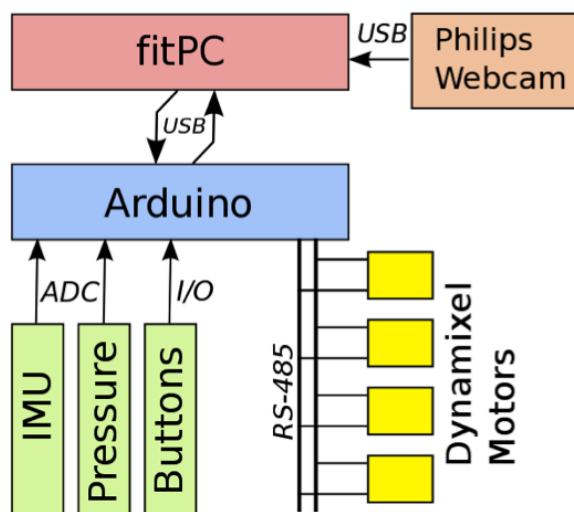 fitPC
USB
Philips
Webcam
USB
Arduino
ADC
I/O
IMU
Pressure
Buttons
RS-485
Dynamixel
Motors